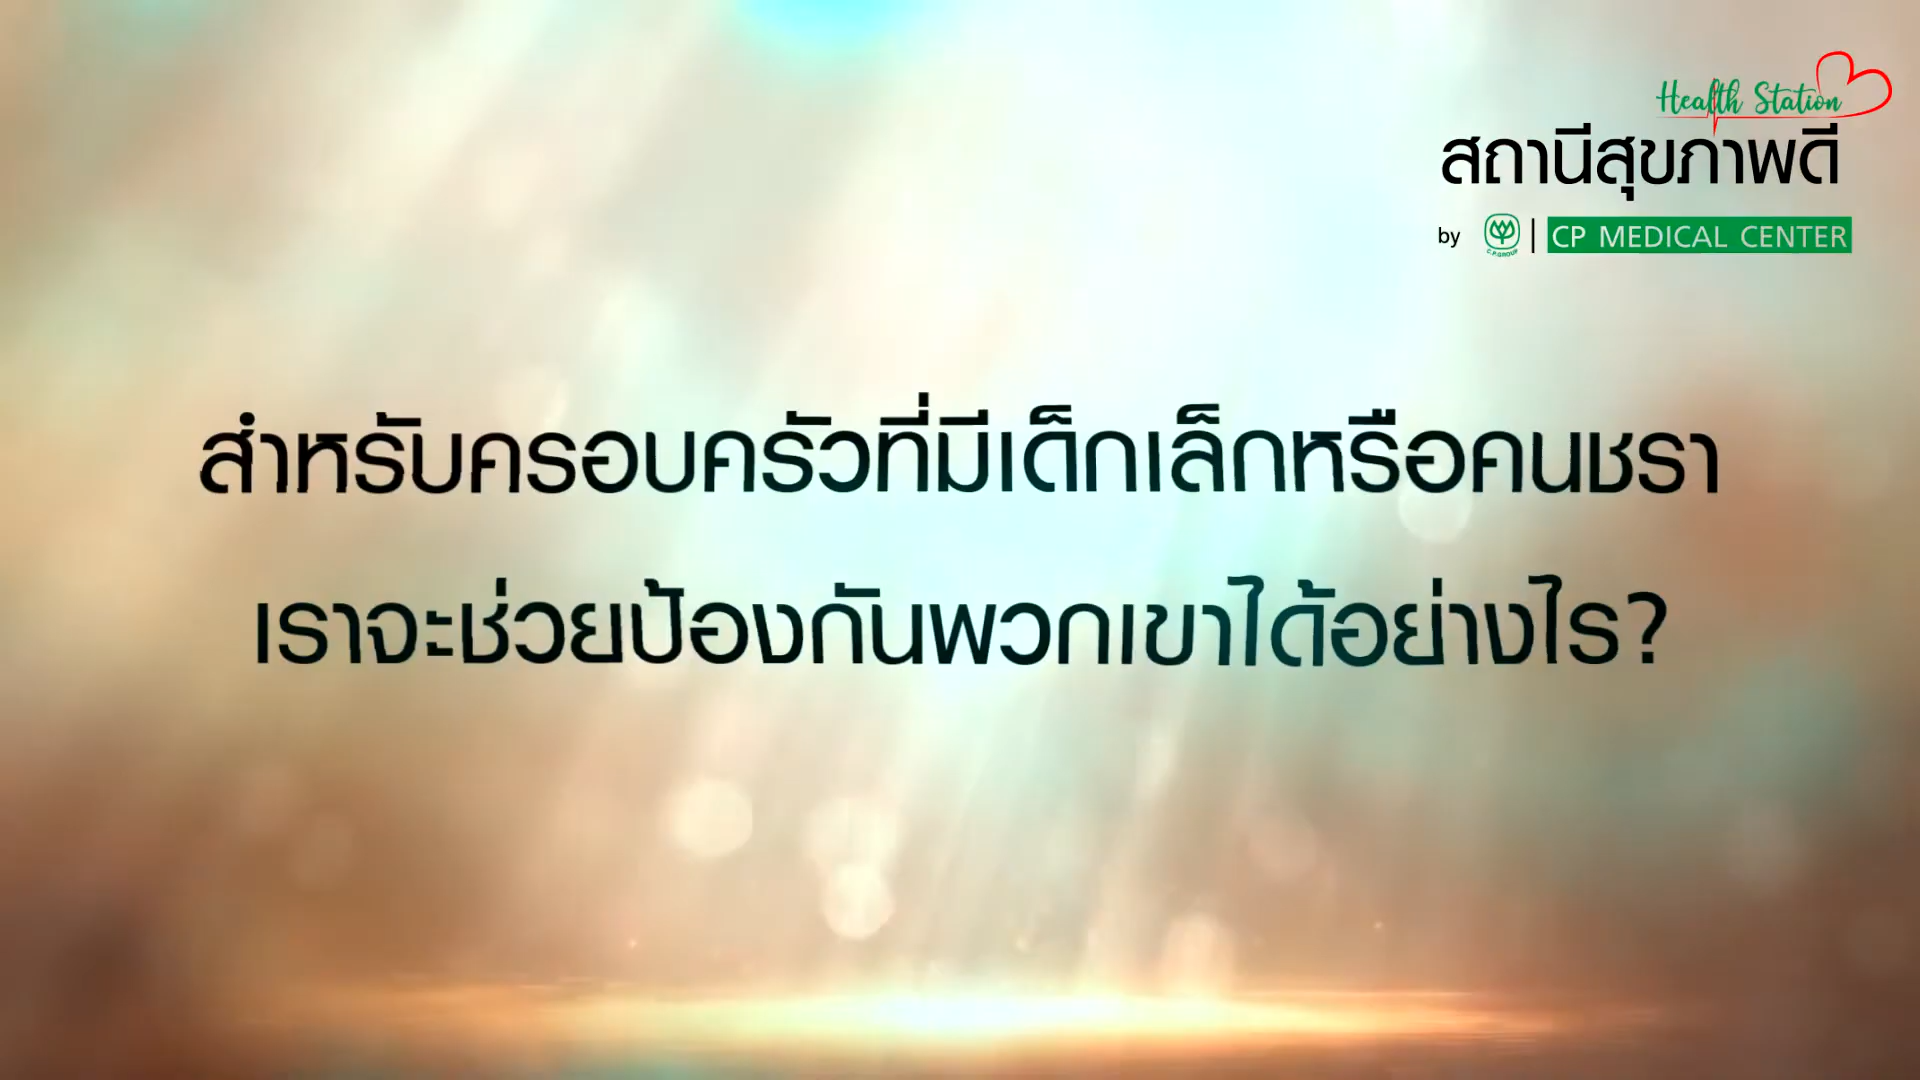 Health Station
สถานีสุขภาพดี
by C.P.GROUP | CP MEDICAL CENTER
สำหรับครอบครัวที่มีเด็กเล็กหรือคนชรา
เราจะช่วยป้องกันพวกเขาได้อย่างไร?